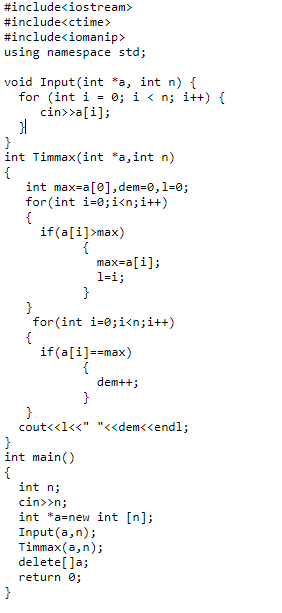 #include<iostream>
#include<ctime>
#include<iomanip>
using namespace std;

void Input(int *a, int n) {
  for (int i = 0; i < n; i++) {
     cin>>a[i];
  }
}
int Timmax(int *a,int n)
{
   int max=a[0],dem=0,l=0;
   for(int i=0;i<n;i++)
   {
     if(a[i]>max)
           {
             max=a[i];
             l=i;
           }
   }
    for(int i=0;i<n;i++)
   {
     if(a[i]==max)
           {
             dem++;
           }
   }
  cout<<l<<" "<<dem<<endl;
}
int main()
{
  int n;
  cin>>n;
  int *a=new int [n];
  Input(a,n);
  Timmax(a,n);
  delete[]a;
  return 0;
}